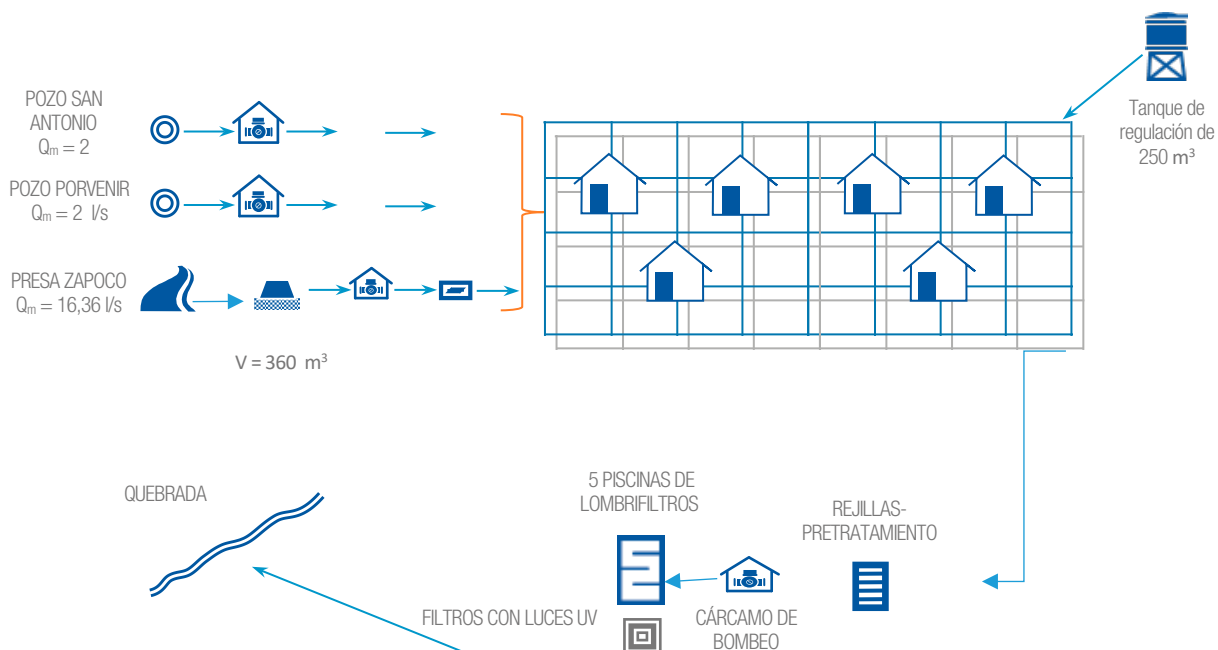 POZO SAN
ANTONIO
Qm = 2
POZO PORVENIR
Qm = 2 l/s
PRESA ZAPOCO
Qm = 16,36 l/s
V = 360 m³
Tanque de
regulación de
250 m³
QUEBRADA
5 PISCINAS DE
LOMBRIFILTROS
REJILLAS-
PRETRATAMIENTO
FILTROS CON LUCES UV
CÁRCAMO DE
BOMBEO